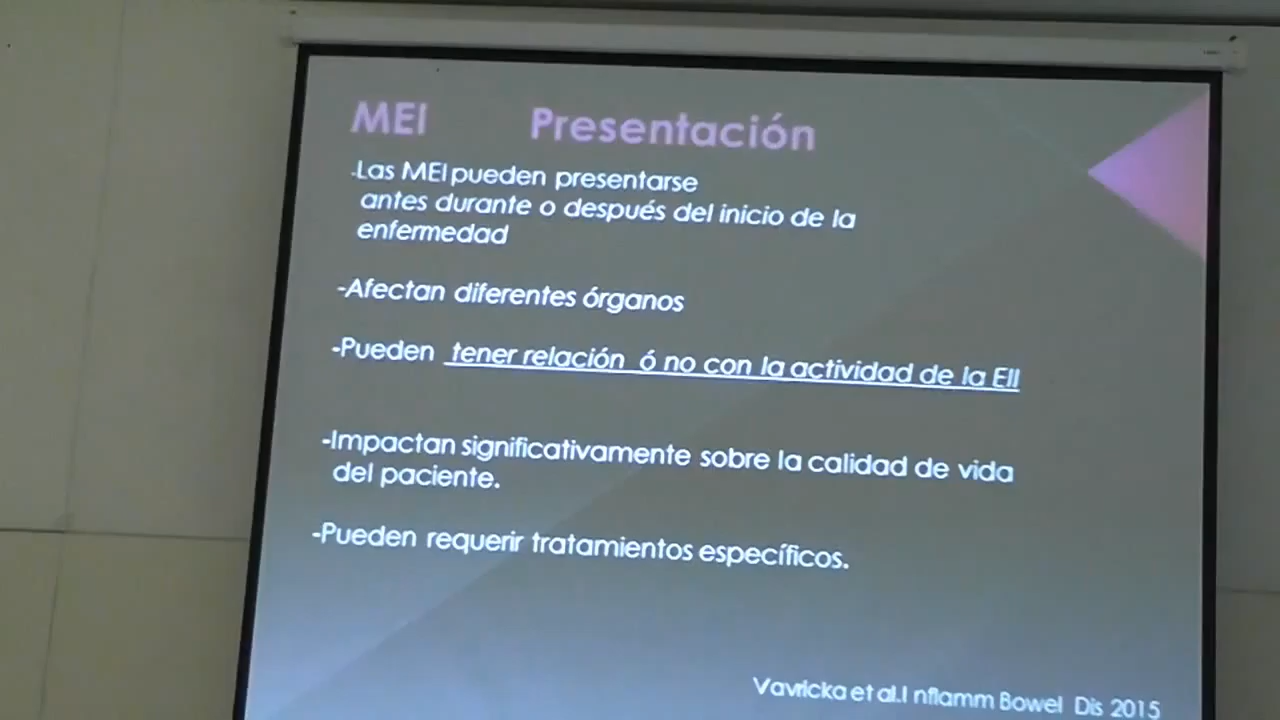 MEI Presentación
-Las MEI pueden presentarse
antes durante o después del inicio de la
enfermedad
-Afectan diferentes órganos
-Pueden tener relación ó no con la actividad de la EII
-Impactan significativamente sobre la calidad de vida
del paciente.
-Pueden requerir tratamientos específicos.
Vavricka et al.I nflamm Bowel Dis 2015